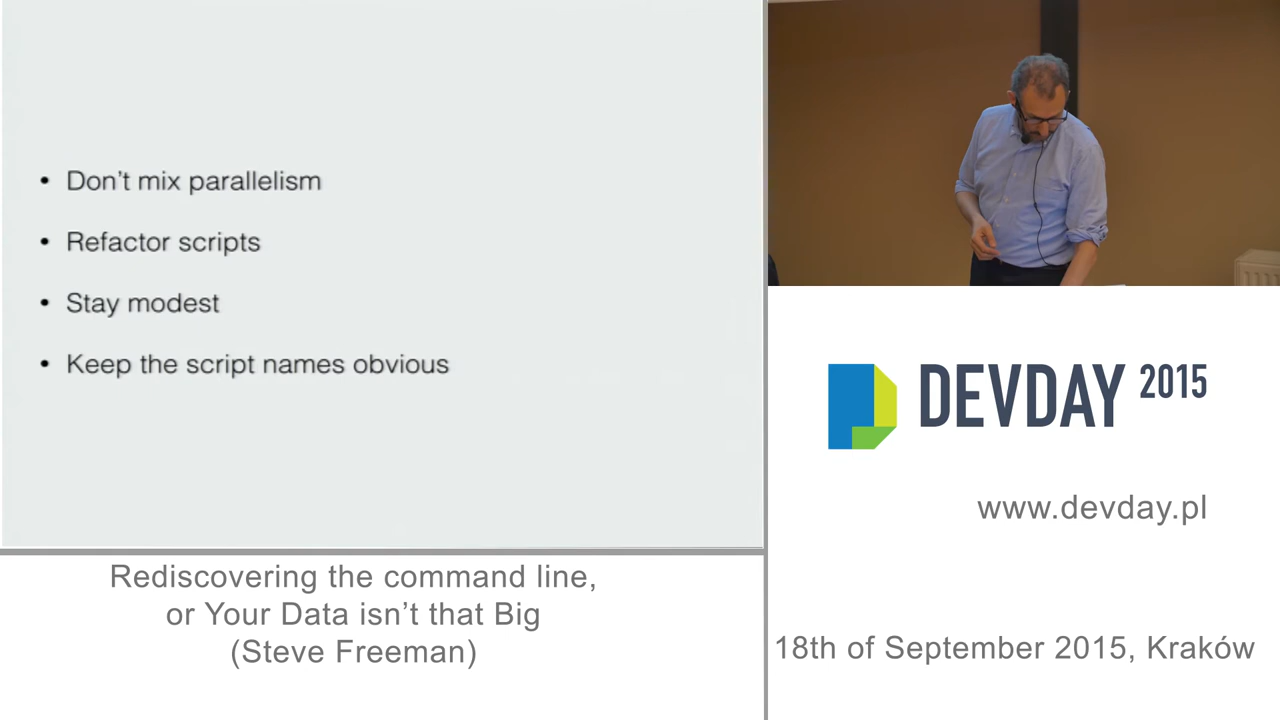 • Don't mix parallelism
• Refactor scripts
• Stay modest
• Keep the script names obvious
Rediscovering the command line,
or Your Data isn't that Big
(Steve Freeman)
DEVDAY 2015
www.devday.pl
18th of September 2015, Kraków